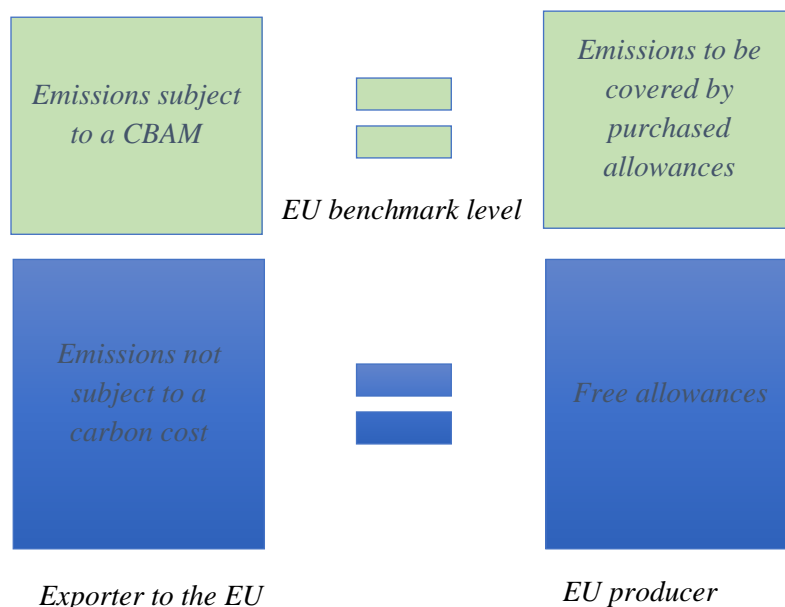 Emissions subject
to a CBAM
Emissions to be
covered by
purchased
allowances
EU benchmark level
Emissions not
subject to a
carbon cost
Free allowances
Exporter to the EU
EU producer